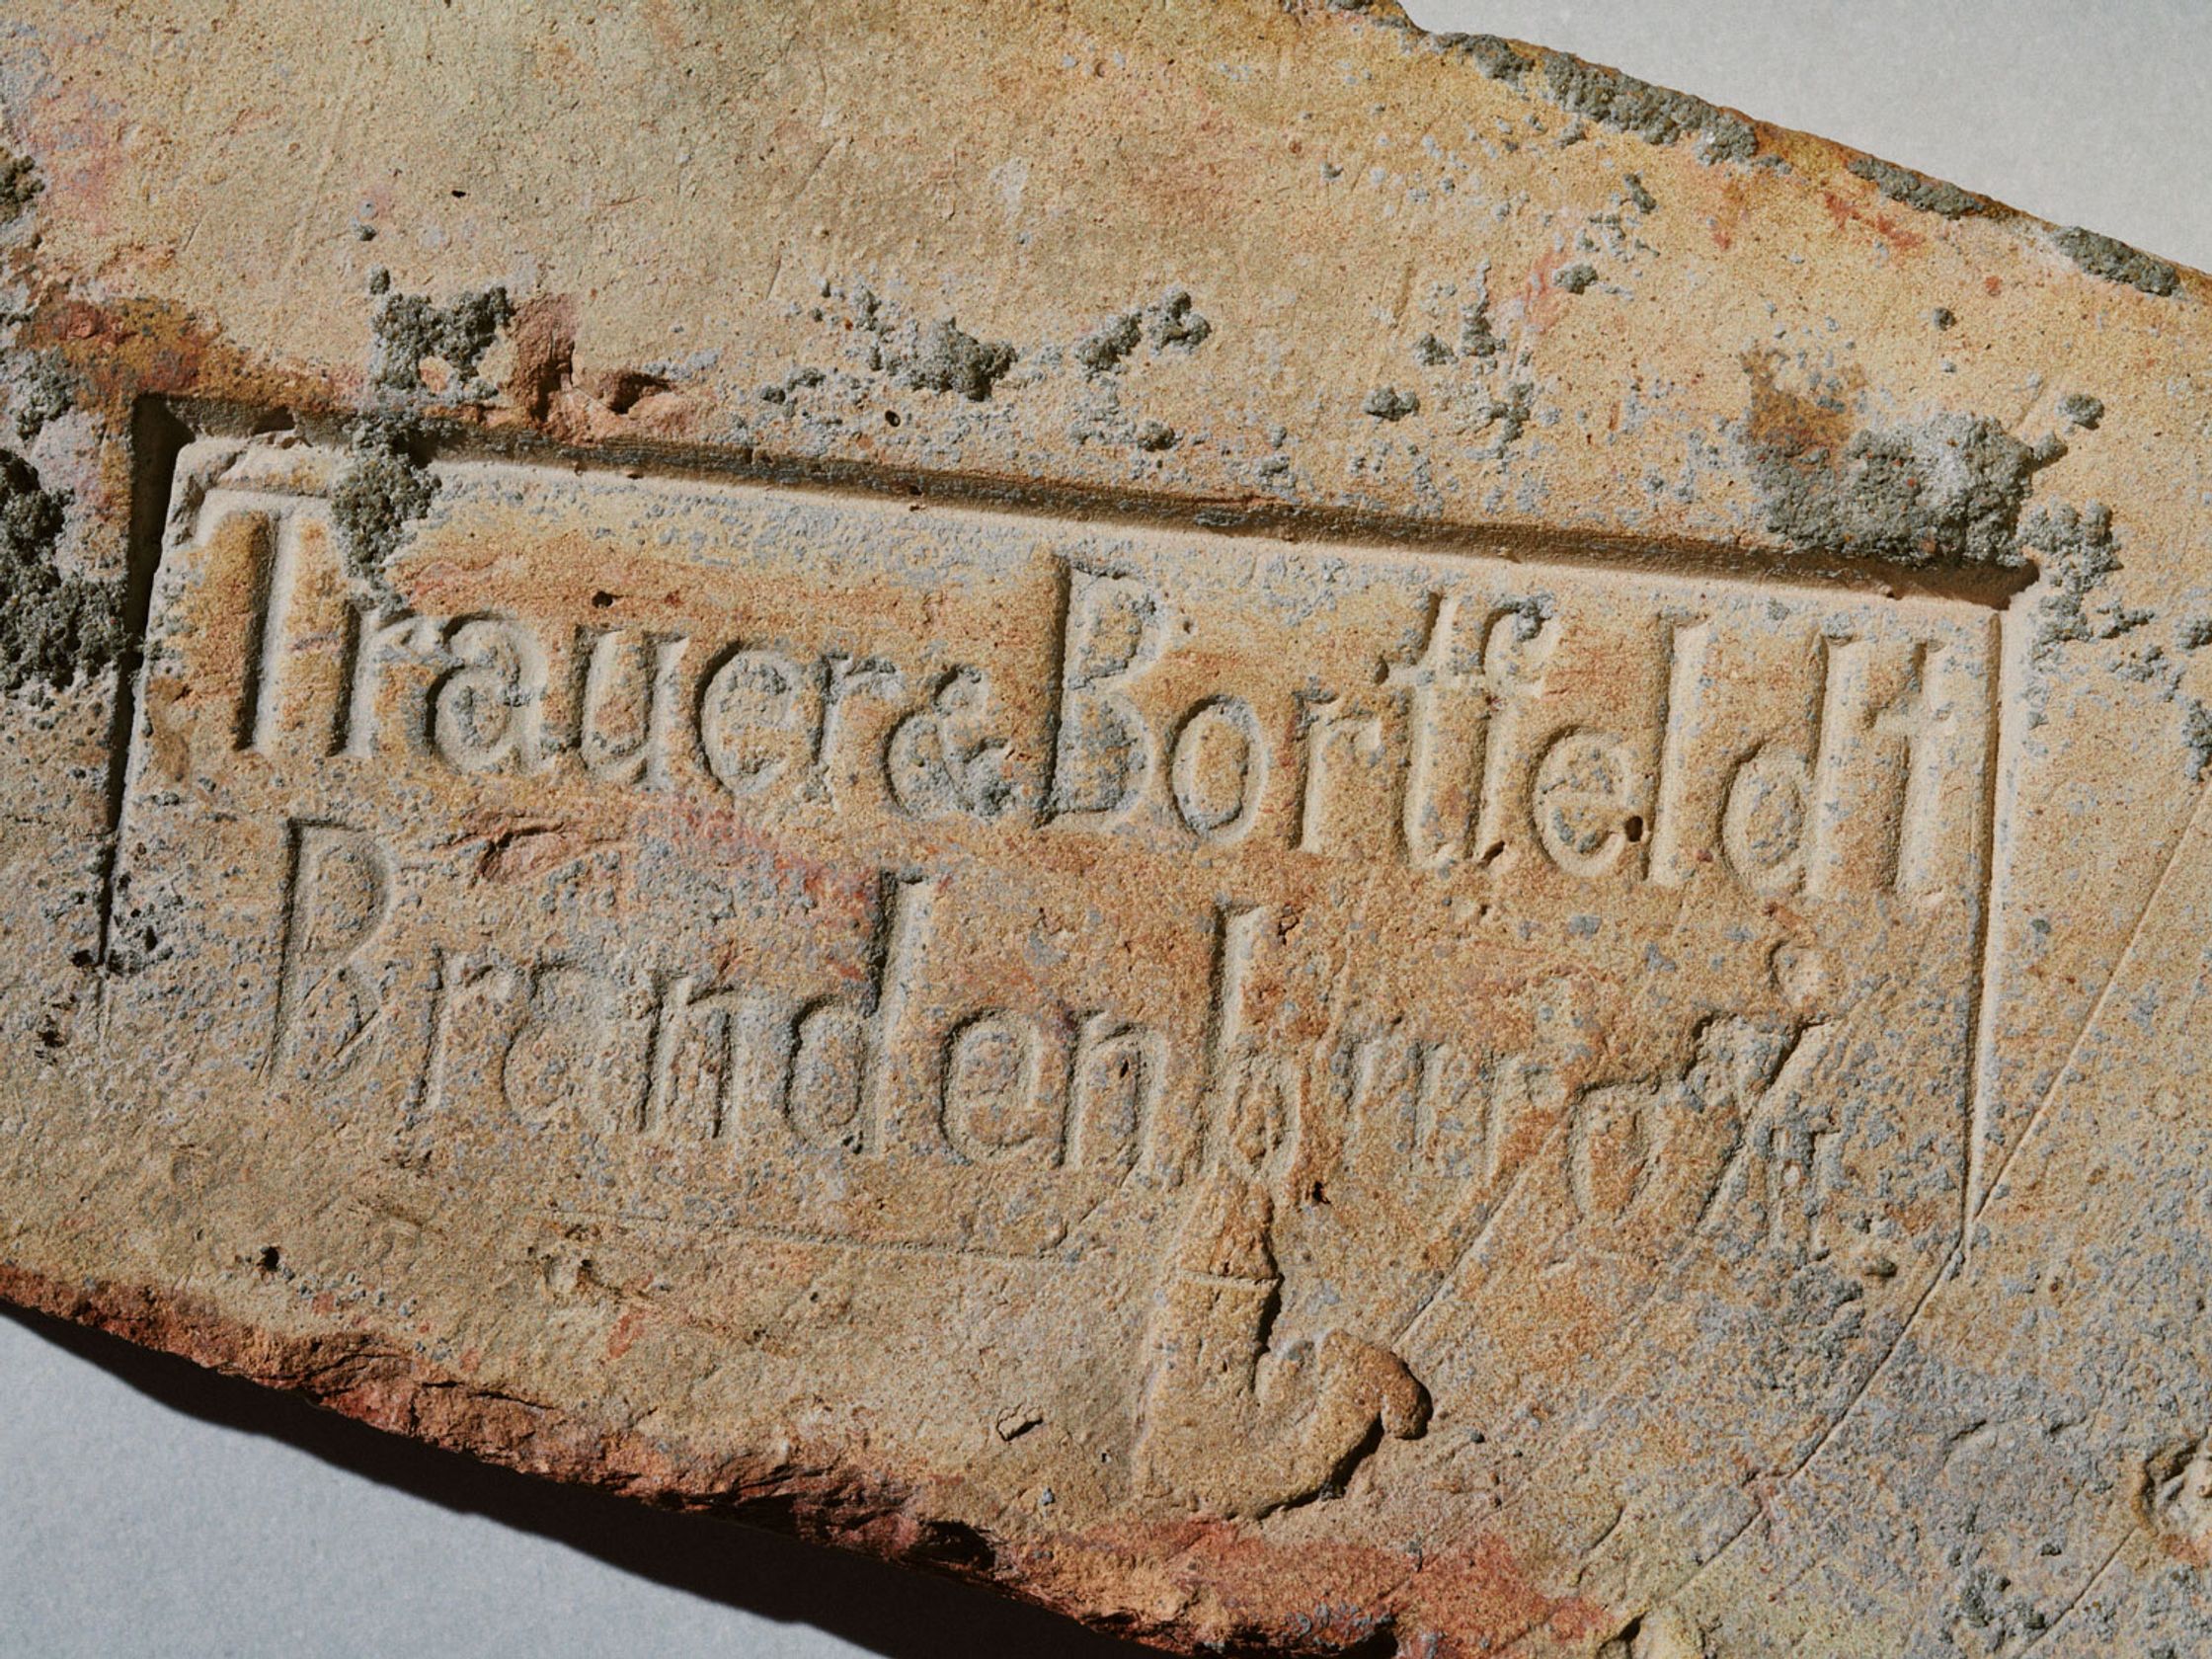 Trauer & Bortfeldt
Brandenburg a/